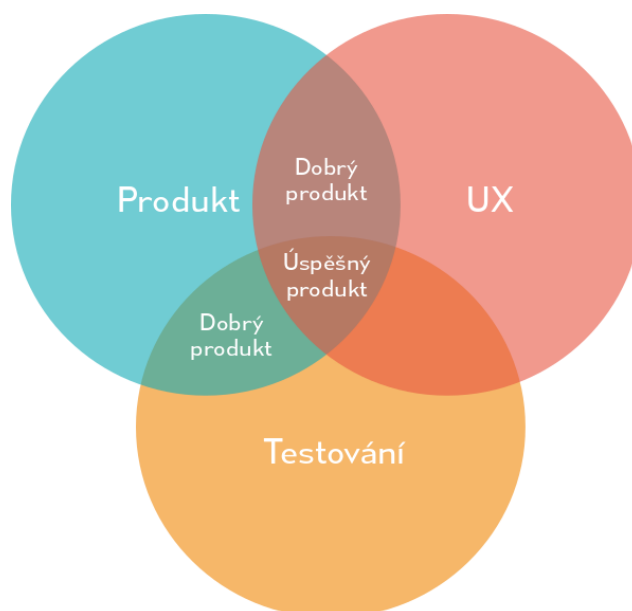 Dobrý
produkt
Produkt
UX
Úspěšný
produkt
Dobrý
produkt
Testování